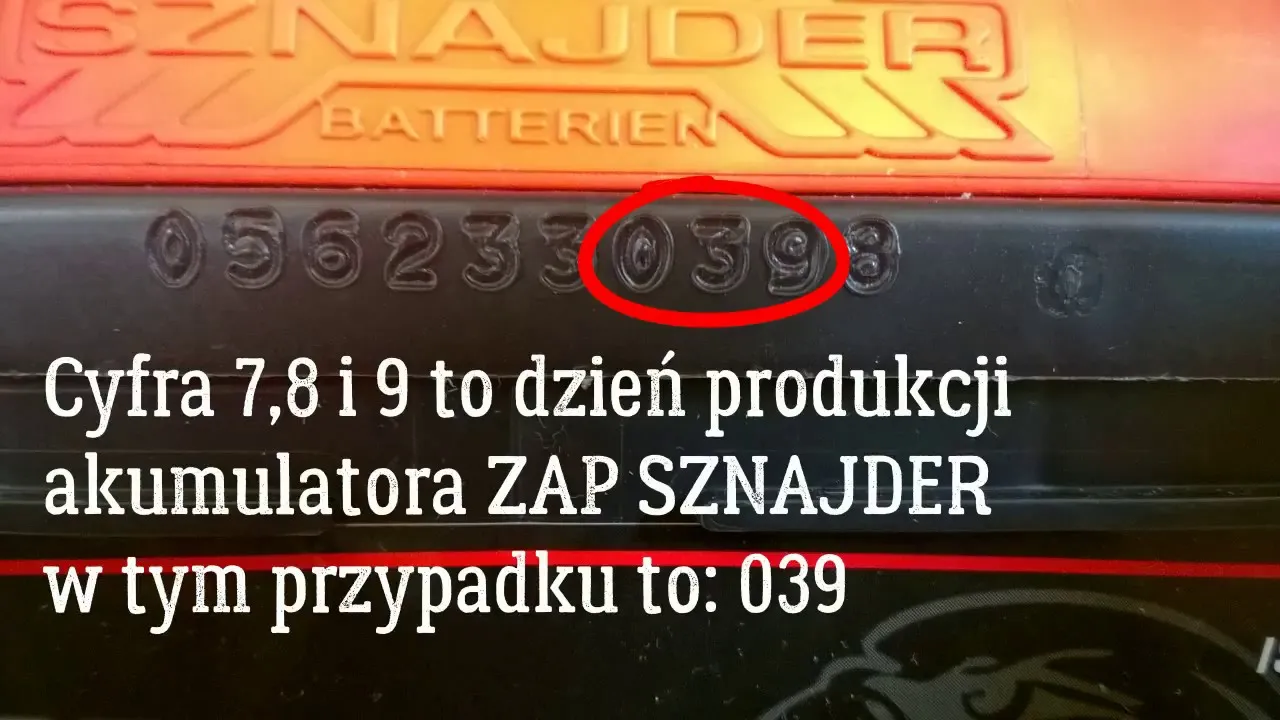 SZNAJDER
BATTERIEN
0562330398
Cyfra 7,8 i 9 to dzień produkcji
akumulatora ZAP SZNAJDER
w tym przypadku to: 039